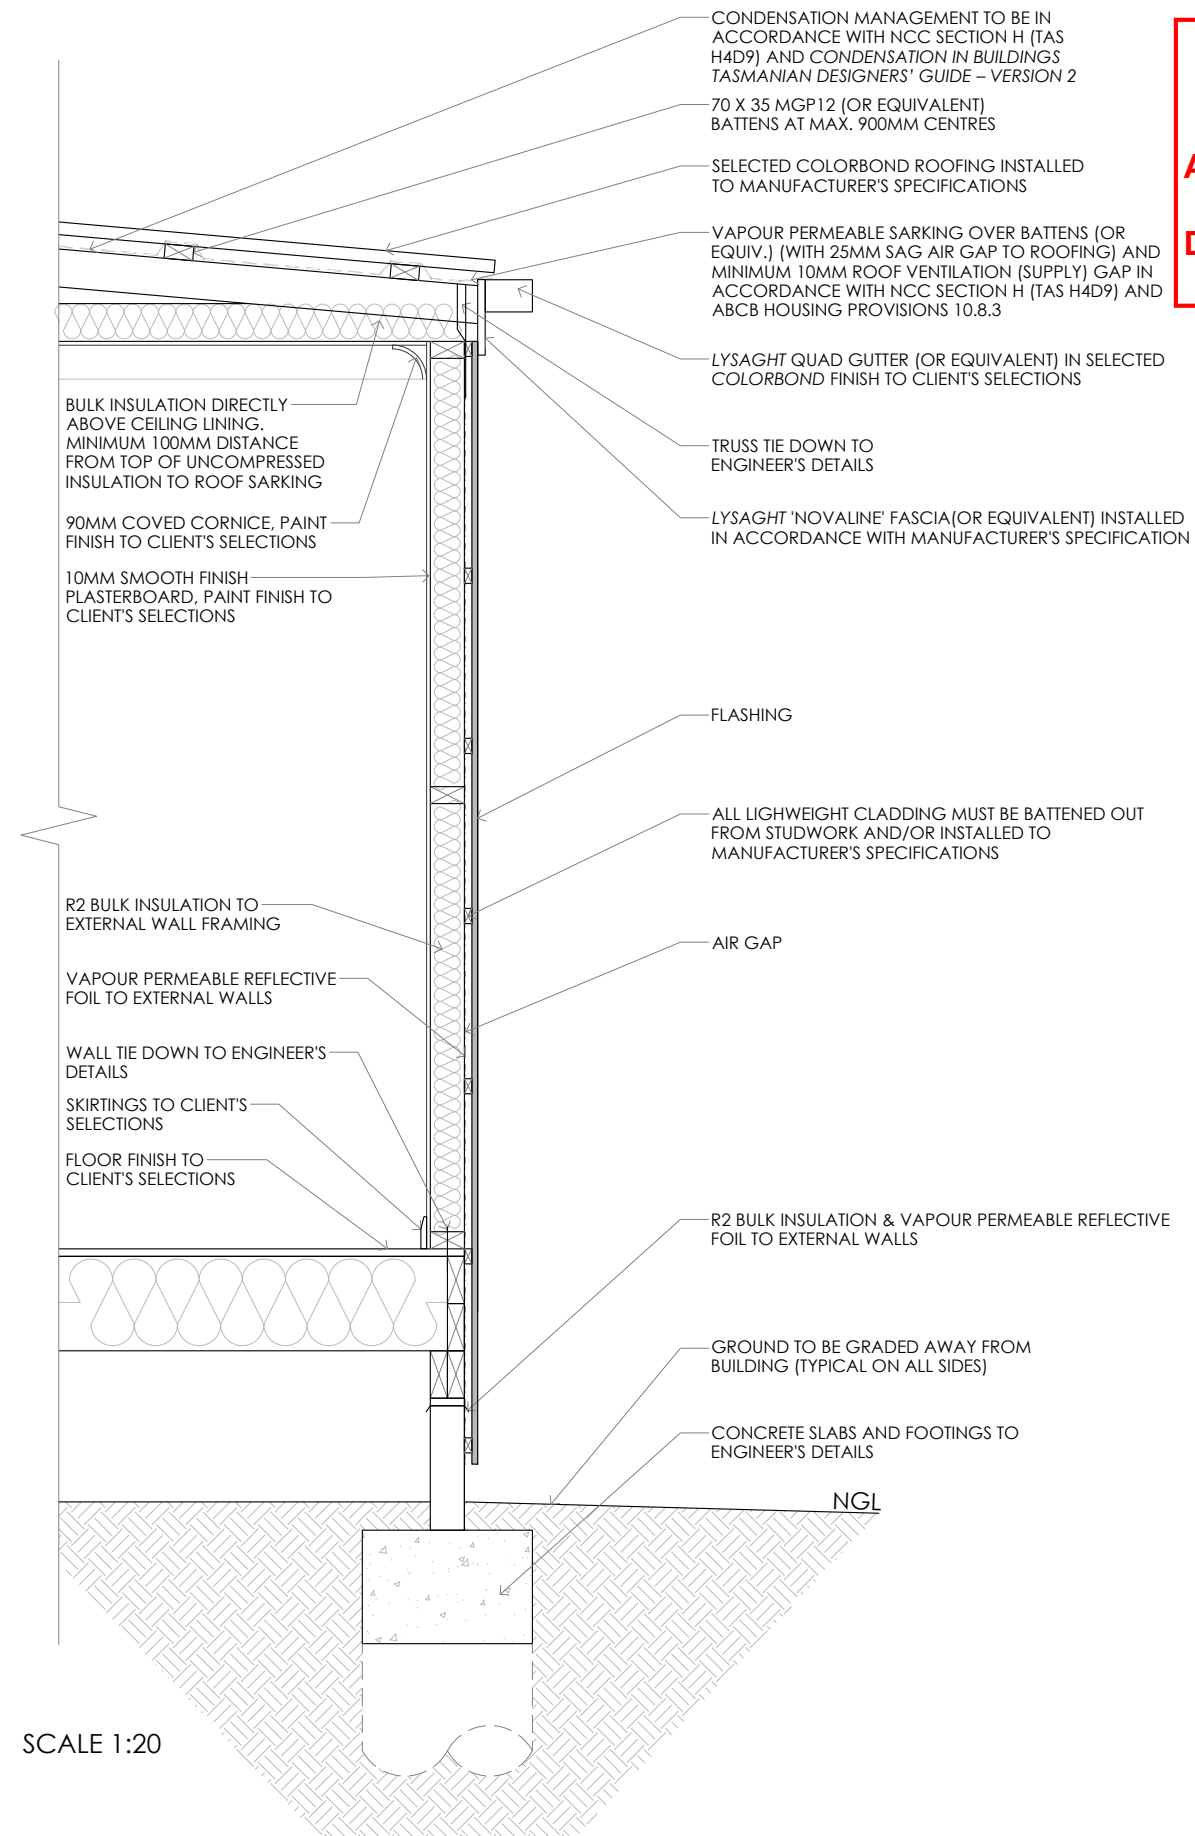 CONDENSATION MANAGEMENT TO BE IN
ACCORDANCE WITH NCC SECTION H (TAS
H4D9) AND CONDENSATION IN BUILDINGS
TASMANIAN DESIGNERS' GUIDE – VERSION 2
70 X 35 MGP12 (OR EQUIVALENT)
BATTENS AT MAX. 900MM CENTRES
SELECTED COLORBOND ROOFING INSTALLED
TO MANUFACTURER'S SPECIFICATIONS
VAPOUR PERMEABLE SARKING OVER BATTENS (OR
EQUIV.) (WITH 25MM SAG AIR GAP TO ROOFING) AND
MINIMUM 10MM ROOF VENTILATION (SUPPLY) GAP IN
ACCORDANCE WITH NCC SECTION H (TAS H4D9) AND
ABCB HOUSING PROVISIONS 10.8.3
LYSAGHT QUAD GUTTER (OR EQUIVALENT) IN SELECTED
COLORBOND FINISH TO CLIENT'S SELECTIONS
TRUSS TIE DOWN TO
ENGINEER'S DETAILS
LYSAGHT 'NOVALINE' FASCIA(OR EQUIVALENT) INSTALLED
IN ACCORDANCE WITH MANUFACTURER'S SPECIFICATION
BULK INSULATION DIRECTLY
ABOVE CEILING LINING.
MINIMUM 100MM DISTANCE
FROM TOP OF UNCOMPRESSED
INSULATION TO ROOF SARKING
90MM COVED CORNICE, PAINT
FINISH TO CLIENT'S SELECTIONS
10MM SMOOTH FINISH
PLASTERBOARD, PAINT FINISH TO
CLIENT'S SELECTIONS
FLASHING
ALL LIGHWEIGHT CLADDING MUST BE BATTENED OUT
FROM STUDWORK AND/OR INSTALLED TO
MANUFACTURER'S SPECIFICATIONS
AIR GAP
R2 BULK INSULATION TO
EXTERNAL WALL FRAMING
VAPOUR PERMEABLE REFLECTIVE
FOIL TO EXTERNAL WALLS
WALL TIE DOWN TO ENGINEER'S
DETAILS
SKIRTINGS TO CLIENT'S
SELECTIONS
FLOOR FINISH TO
CLIENT'S SELECTIONS
R2 BULK INSULATION & VAPOUR PERMEABLE REFLECTIVE
FOIL TO EXTERNAL WALLS
GROUND TO BE GRADED AWAY FROM
BUILDING (TYPICAL ON ALL SIDES)
CONCRETE SLABS AND FOOTINGS TO
ENGINEER'S DETAILS
NGL
SCALE 1:20